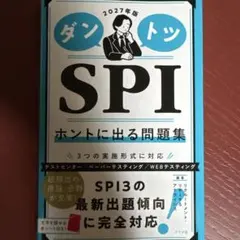 2027年版
ダントツ
SPI
ホントに出る問題集
3つの実施形式に対応
テストセンター／ペーパーテスティング／WEBテスティング
SPI3の
最新出題傾向
に完全対応!